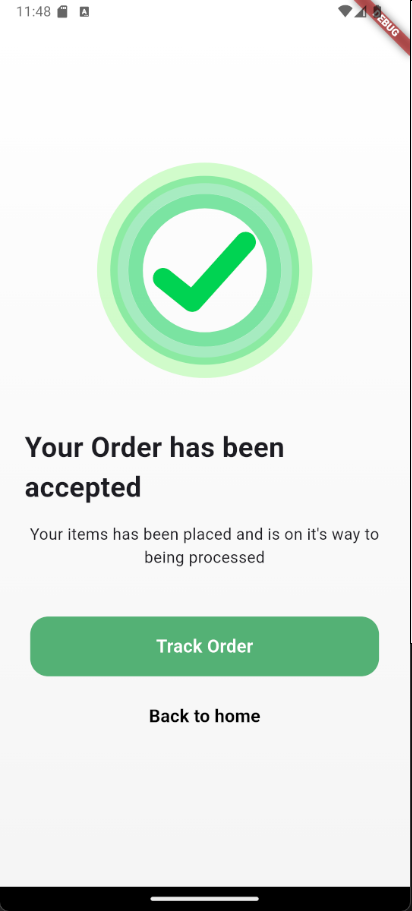 11:48
DEBUG
Your Order has been
accepted
Your items has been placed and is on it's way to
being processed
Track Order
Back to home